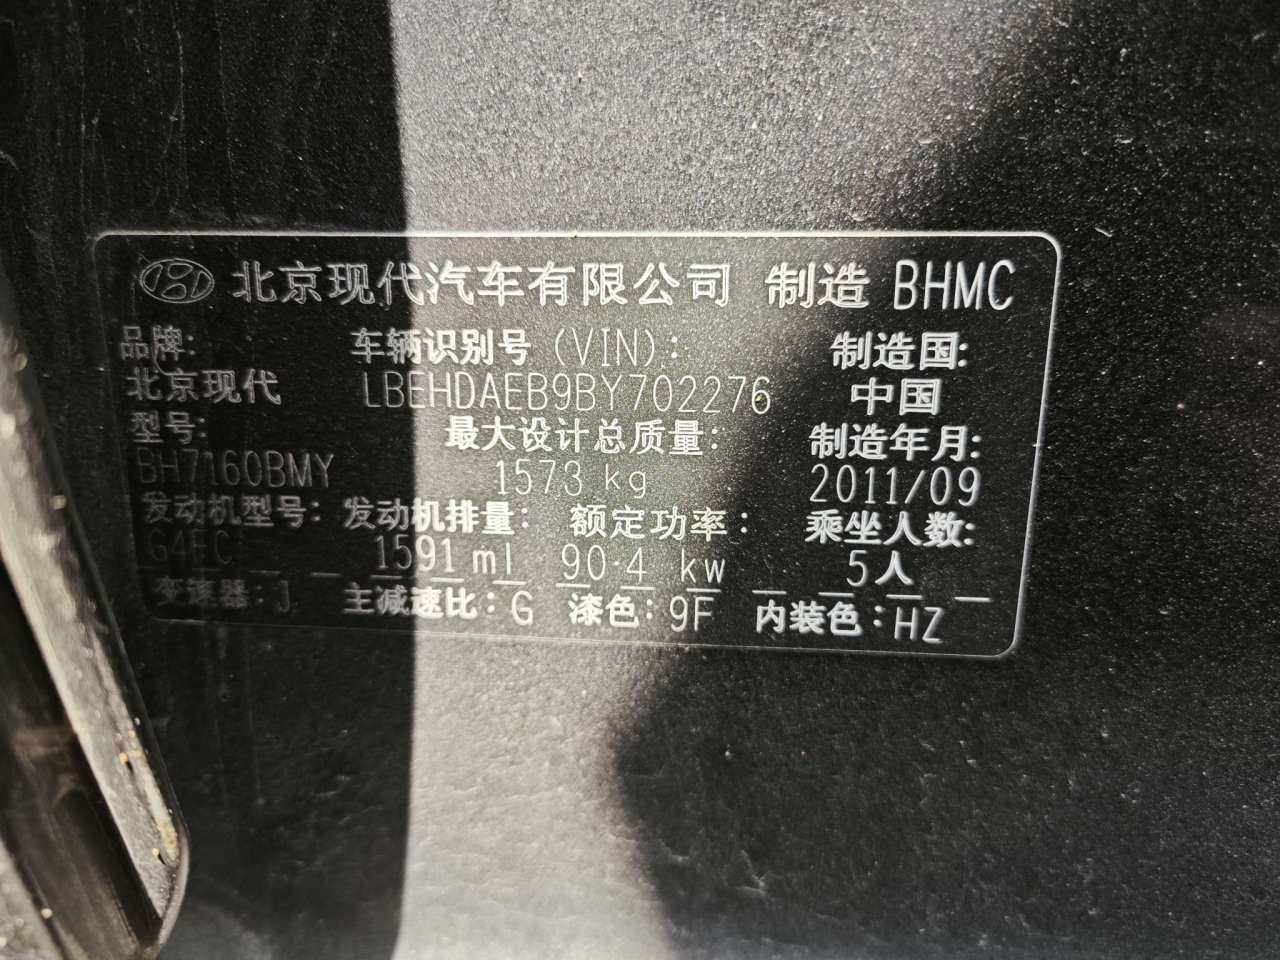 北京现代汽车有限公司 制造 BHMC
品牌: 车辆识别号 (VIN): 制造国:
北京现代 LBEHDAEB9BY702276 中国
型号: 最大设计总质量: 制造年月:
BH7160BMY 1573 kg 2011/09
发动机型号: 发动机排量: 额定功率: 乘坐人数:
G4FC 1591 ml 90.4 kw 5人
变速器: J 主减速比: G 漆色: 9F 内装色: HZ